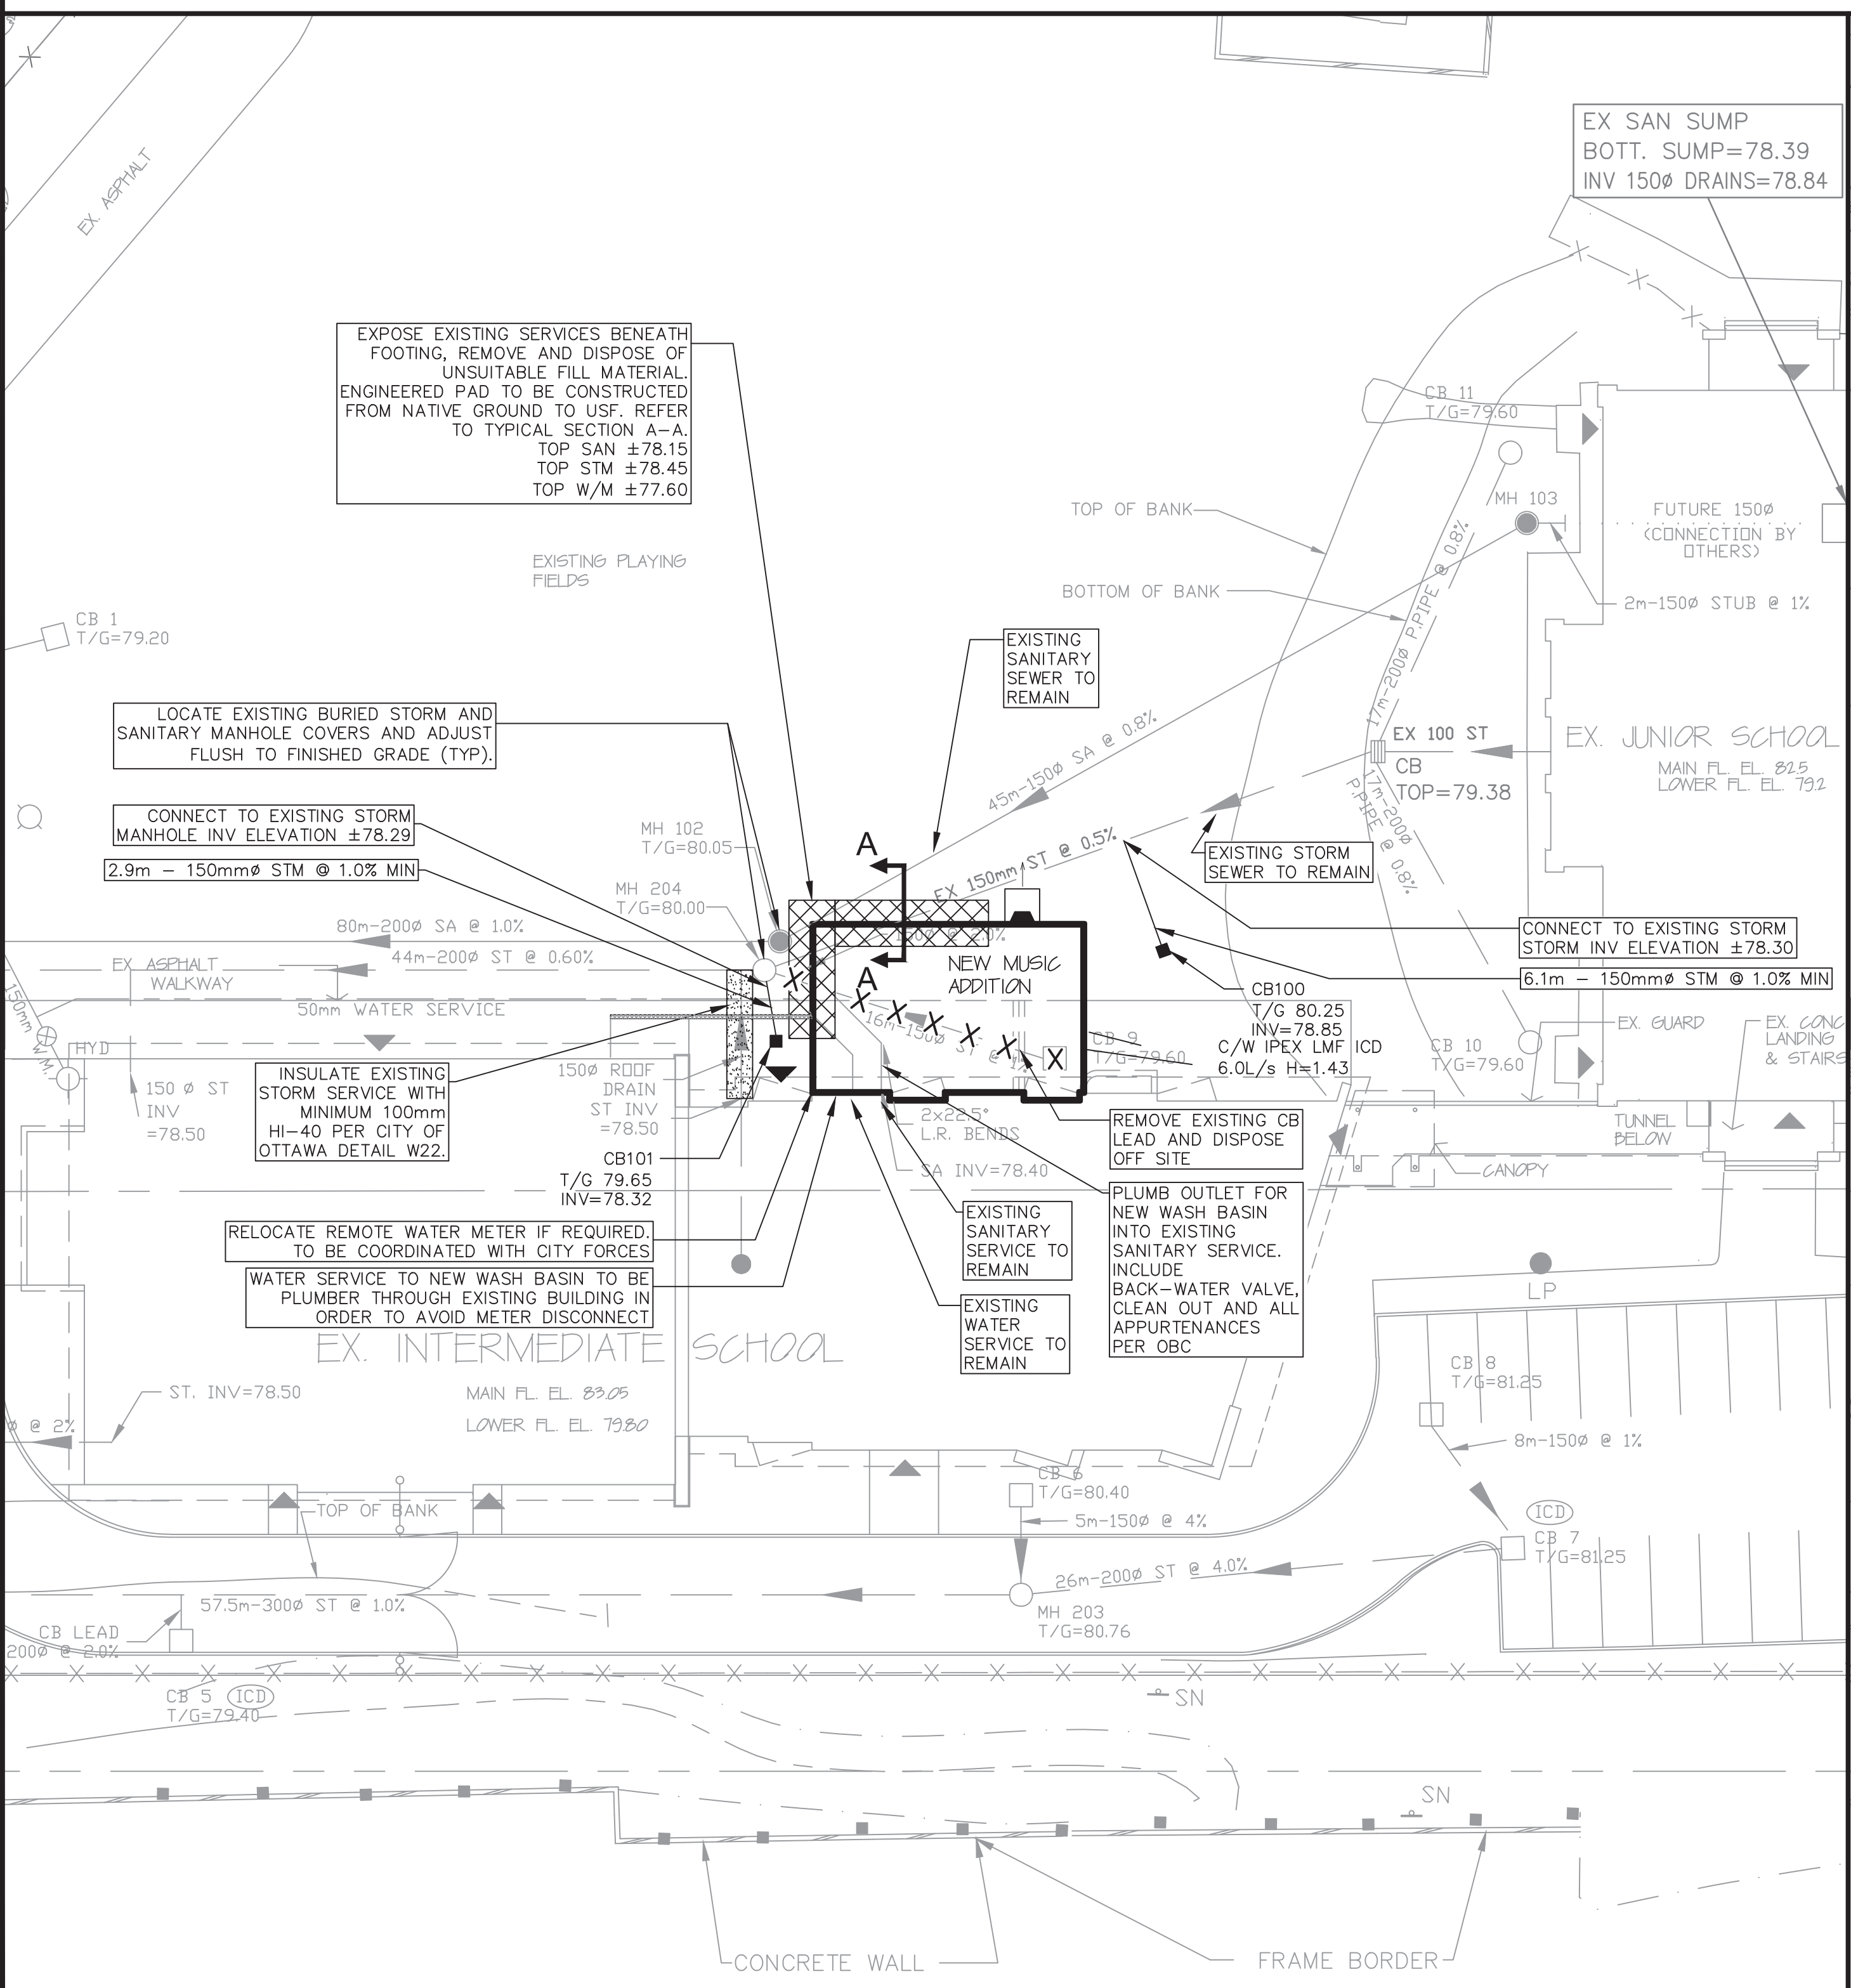 EX SAN SUMP
BOTT. SUMP=78.39
INV 150ø DRAINS=78.84
EX. ASPHALT
EXPOSE EXISTING SERVICES BENEATH
FOOTING, REMOVE AND DISPOSE OF
UNSUITABLE FILL MATERIAL.
ENGINEERED PAD TO BE CONSTRUCTED
FROM NATIVE GROUND TO USF. REFER
TO TYPICAL SECTION A-A.
TOP SAN ±78.15
TOP STM ±78.45
TOP W/M ±77.60
CB 11
T/G=79.60
MH 103
TOP OF BANK
FUTURE 150ø
(CONNECTION BY
OTHERS)
EXISTING PLAYING
FIELDS
BOTTOM OF BANK
2m-150ø STUB @ 1%
17m-200ø P.PIPE @ 0.8%
CB 1
T/G=79.20
EXISTING
SANITARY
SEWER TO
REMAIN
LOCATE EXISTING BURIED STORM AND
SANITARY MANHOLE COVERS AND ADJUST
FLUSH TO FINISHED GRADE (TYP).
45m-150ø SA @ 0.8%
EX 100 ST
CB
TOP=79.38
EX. JUNIOR SCHOOL
MAIN FL. EL. 82.5
LOWER FL. EL. 79.2
17m-200ø
P.PIPE @ 0.8%
CONNECT TO EXISTING STORM
MANHOLE INV ELEVATION ±78.29
MH 102
T/G=80.05
A
EX 150mm ST @ 0.5%
EXISTING STORM
SEWER TO REMAIN
2.9m - 150mmø STM @ 1.0% MIN
MH 204
T/G=80.00
80m-200ø SA @ 1.0%
150ø @ 2.0%
CONNECT TO EXISTING STORM
STORM INV ELEVATION ±78.30
44m-200ø ST @ 0.60%
EX ASPHALT
WALKWAY
A
NEW MUSIC
ADDITION
6.1m - 150mmø STM @ 1.0% MIN
150mm W.M.
50mm WATER SERVICE
CB100
T/G 80.25
INV=78.85
C/W IPEX LMF ICD
6.0L/s H=1.43
16m-150ø ST @ 1%
CB 9
T/G=79.60
X
EX. GUARD
EX. CONC
LANDING
& STAIRS
HYD
CB 10
T/G=79.60
150 ø ST
INV
=78.50
INSULATE EXISTING
STORM SERVICE WITH
MINIMUM 100mm
HI-40 PER CITY OF
OTTAWA DETAIL W22.
150ø ROOF
DRAIN
ST INV
=78.50
2x22.5°
L.R. BENDS
REMOVE EXISTING CB
LEAD AND DISPOSE
OFF SITE
TUNNEL
BELOW
CANOPY
CB101
T/G 79.65
INV=78.32
SA INV=78.40
RELOCATE REMOTE WATER METER IF REQUIRED.
TO BE COORDINATED WITH CITY FORCES
EXISTING
SANITARY
SERVICE TO
REMAIN
PLUMB OUTLET FOR
NEW WASH BASIN
INTO EXISTING
SANITARY SERVICE.
INCLUDE
BACK-WATER VALVE,
CLEAN OUT AND ALL
APPURTENANCES
PER OBC
WATER SERVICE TO NEW WASH BASIN TO BE
PLUMBER THROUGH EXISTING BUILDING IN
ORDER TO AVOID METER DISCONNECT
EXISTING
WATER
SERVICE TO
REMAIN
LP
EX. INTERMEDIATE SCHOOL
MAIN FL. EL. 83.05
LOWER FL. EL. 79.80
ST. INV=78.50
ø @ 2%
CB 8
T/G=81.25
8m-150ø @ 1%
TOP OF BANK
CB 6
T/G=80.40
5m-150ø @ 4%
ICD
CB 7
T/G=81.25
26m-200ø ST @ 4.0%
57.5m-300ø ST @ 1.0%
MH 203
T/G=80.76
CB LEAD
200ø @ 2.0%
CB 5 ICD
T/G=79.40
SN
SN
CONCRETE WALL
FRAME BORDER